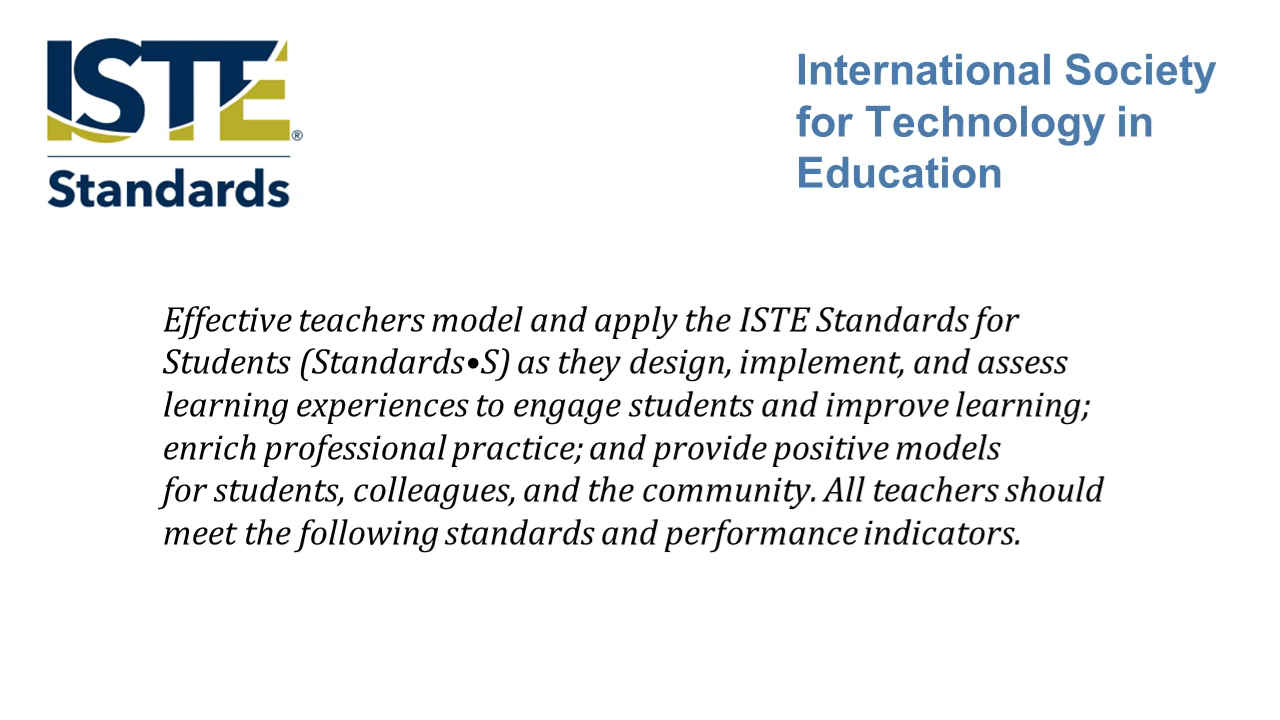 ISTE®
Standards
International Society
for Technology in
Education
Effective teachers model and apply the ISTE Standards for
Students (Standards•S) as they design, implement, and assess
learning experiences to engage students and improve learning;
enrich professional practice; and provide positive models
for students, colleagues, and the community. All teachers should
meet the following standards and performance indicators.